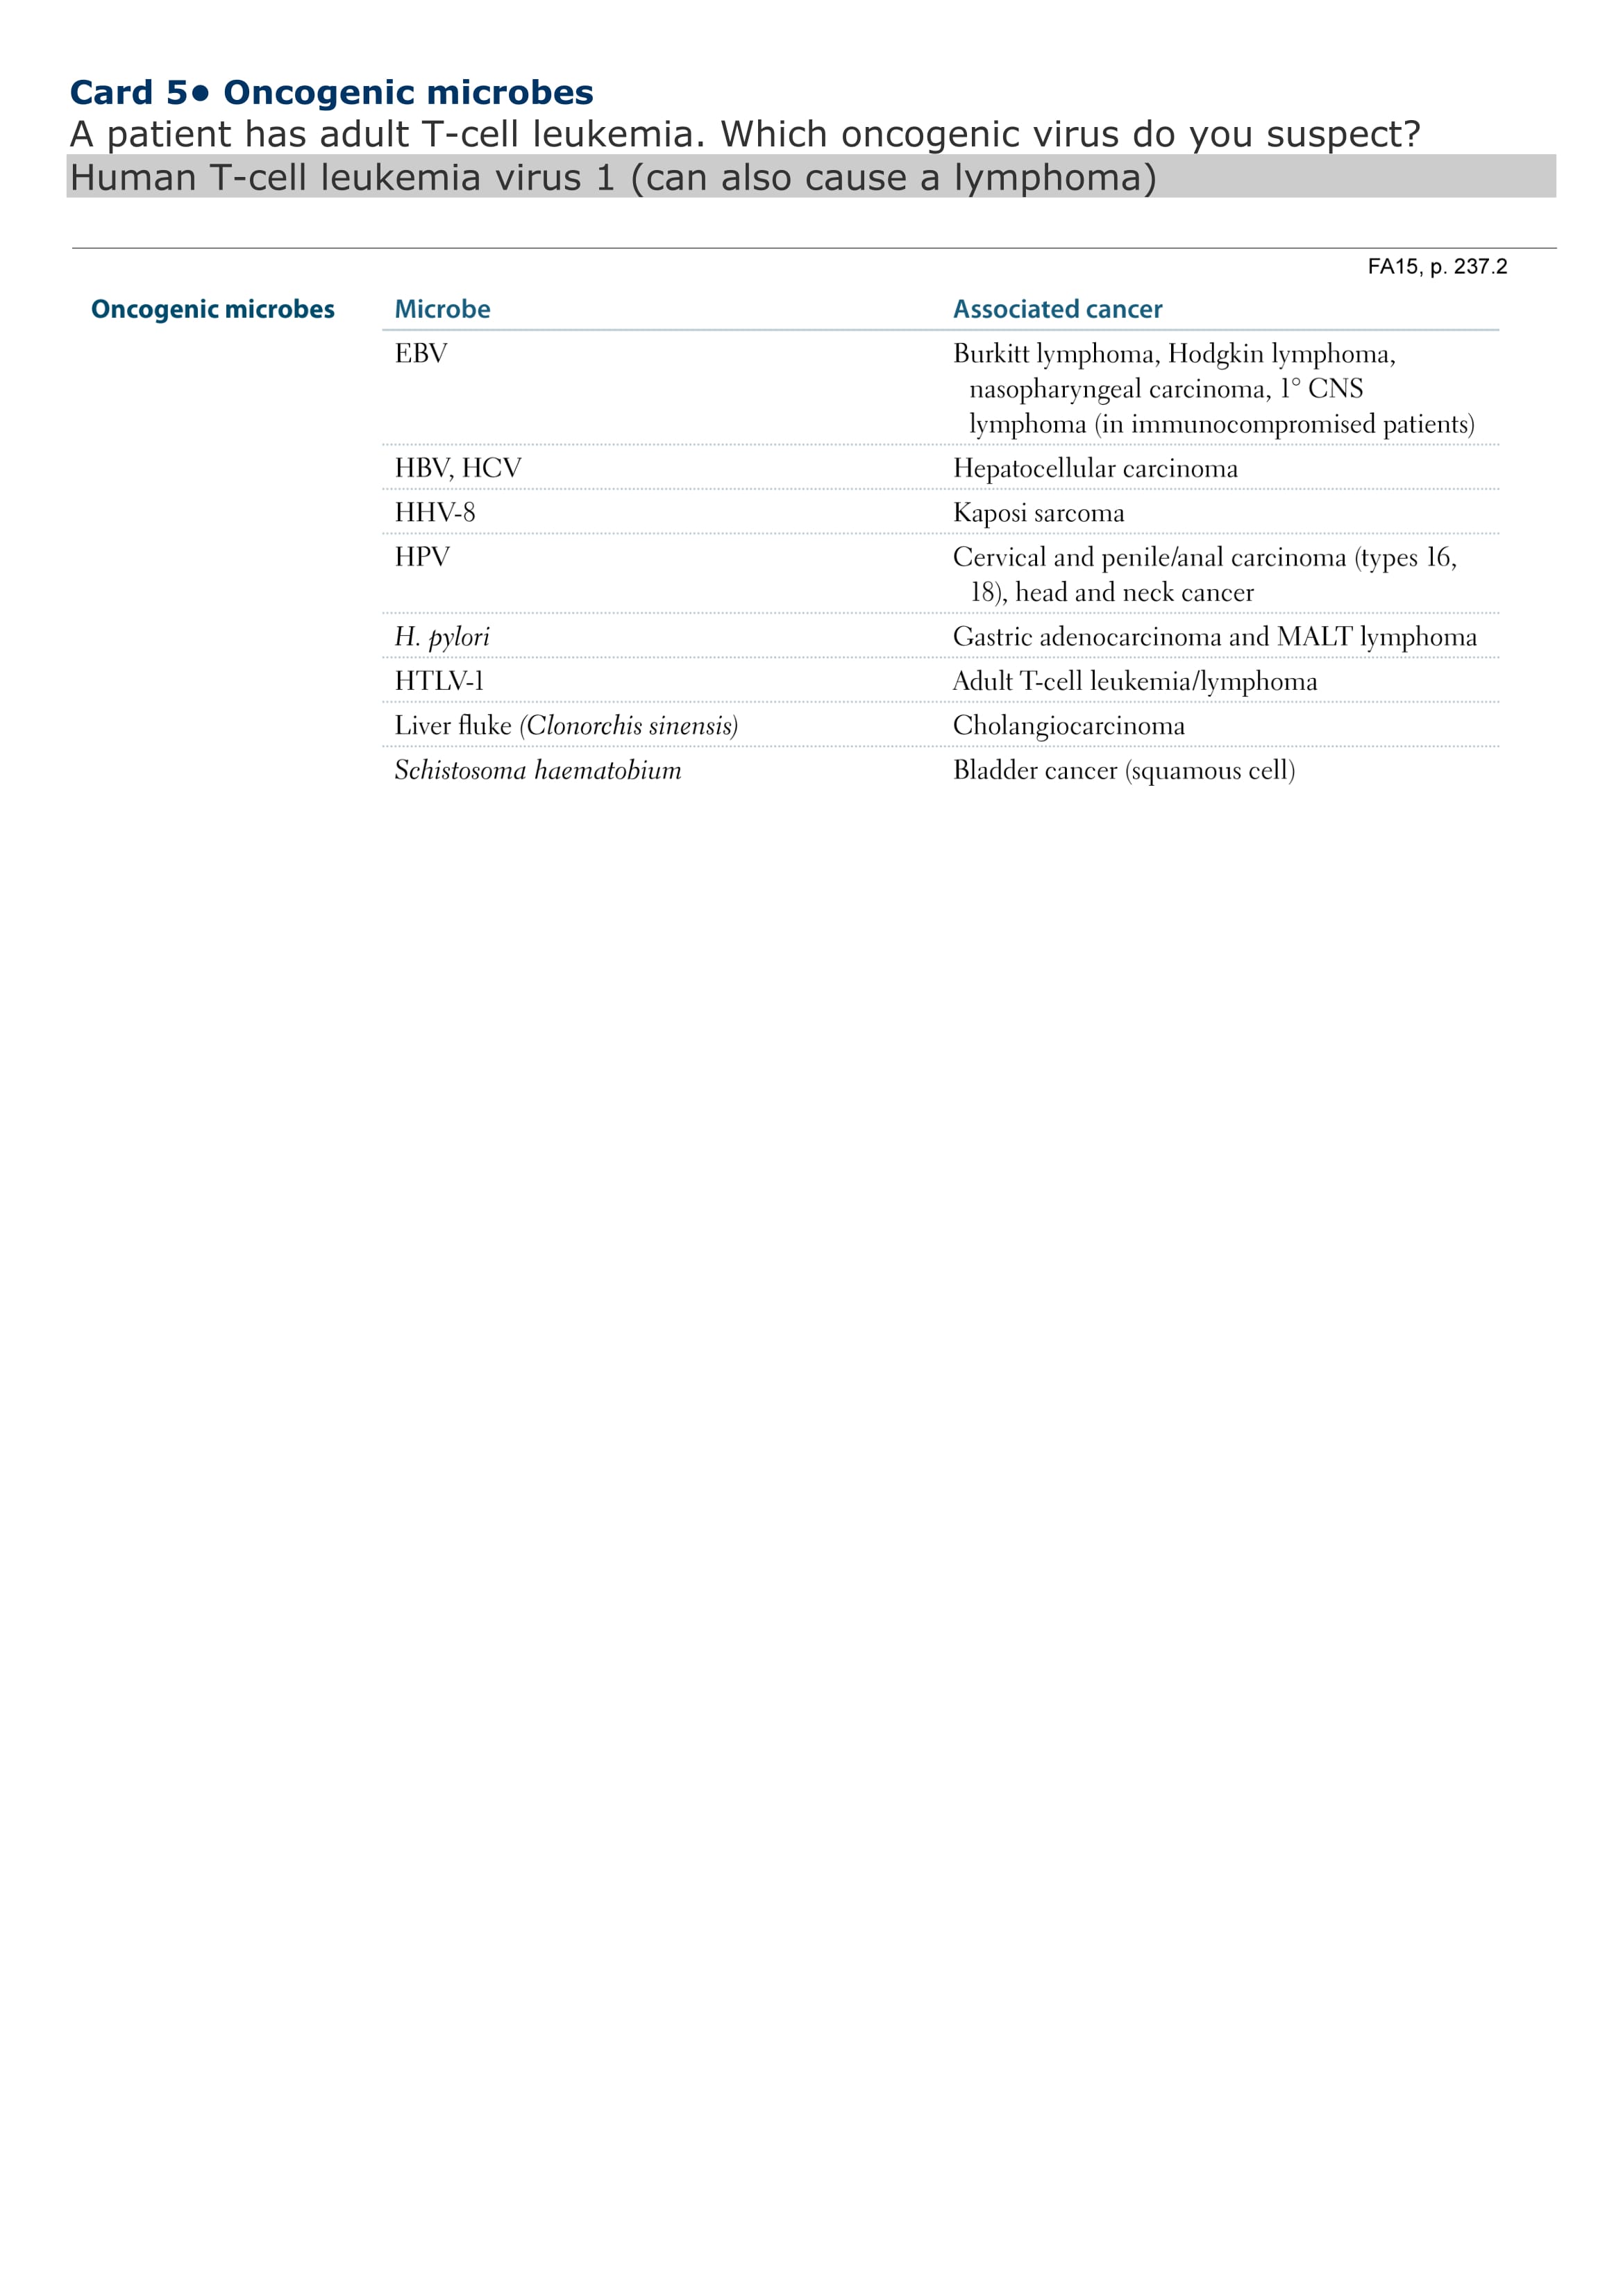 Card 5• Oncogenic microbes
A patient has adult T-cell leukemia. Which oncogenic virus do you suspect?
Human T-cell leukemia virus 1 (can also cause a lymphoma)
FA15, p. 237.2
Oncogenic microbes Microbe Associated cancer
EBV Burkitt lymphoma, Hodgkin lymphoma,
nasopharyngeal carcinoma, 1° CNS
lymphoma (in immunocompromised patients)
HBV, HCV Hepatocellular carcinoma
HHV-8 Kaposi sarcoma
HPV Cervical and penile/anal carcinoma (types 16,
18), head and neck cancer
H. pylori Gastric adenocarcinoma and MALT lymphoma
HTLV-1 Adult T-cell leukemia/lymphoma
Liver fluke (Clonorchis sinensis) Cholangiocarcinoma
Schistosoma haematobium Bladder cancer (squamous cell)